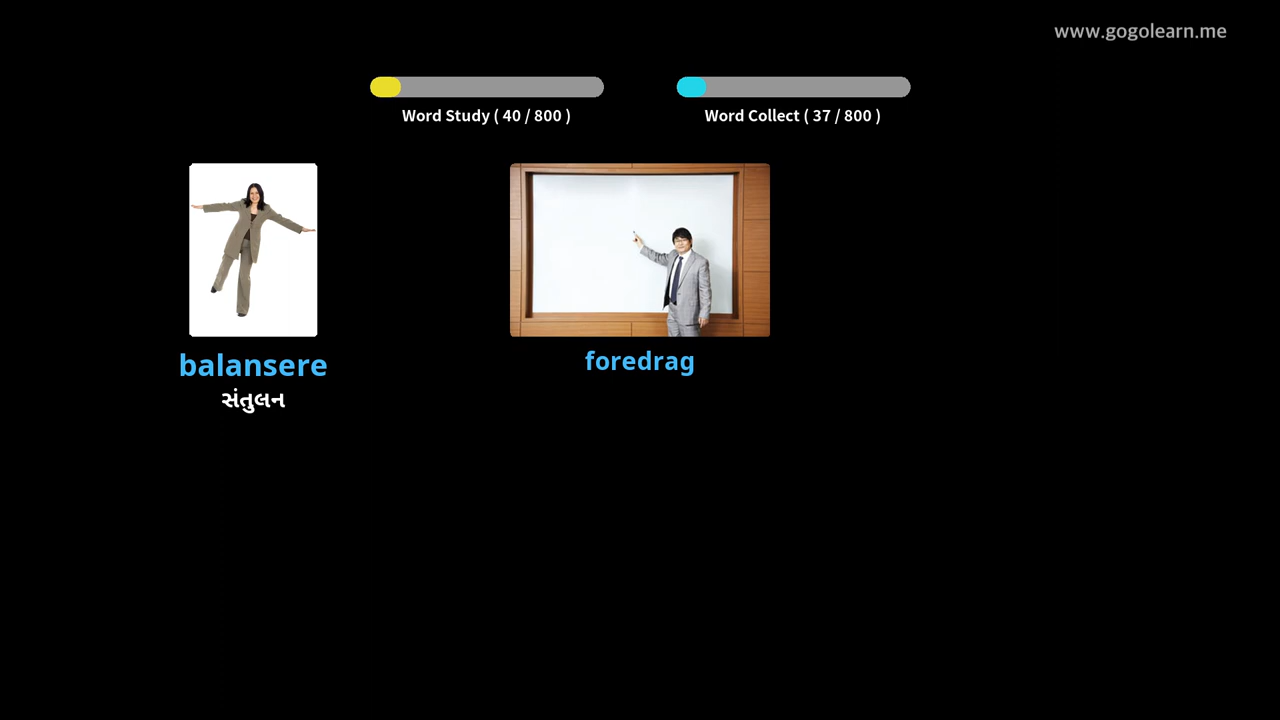 www.gogolearn.me
Word Study ( 40 / 800 )
Word Collect ( 37 / 800 )
balansere
સંતુલન
foredrag